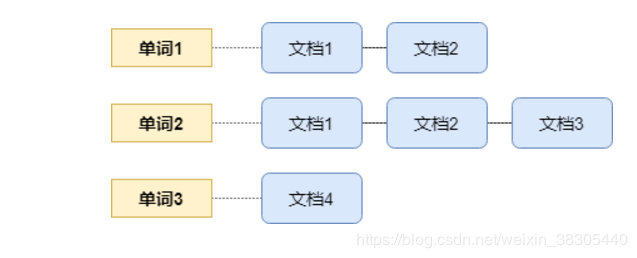 单词1 文档1 文档2
单词2 文档1 文档2 文档3
单词3 文档4
https://blog.csdn.net/weixin_38305440